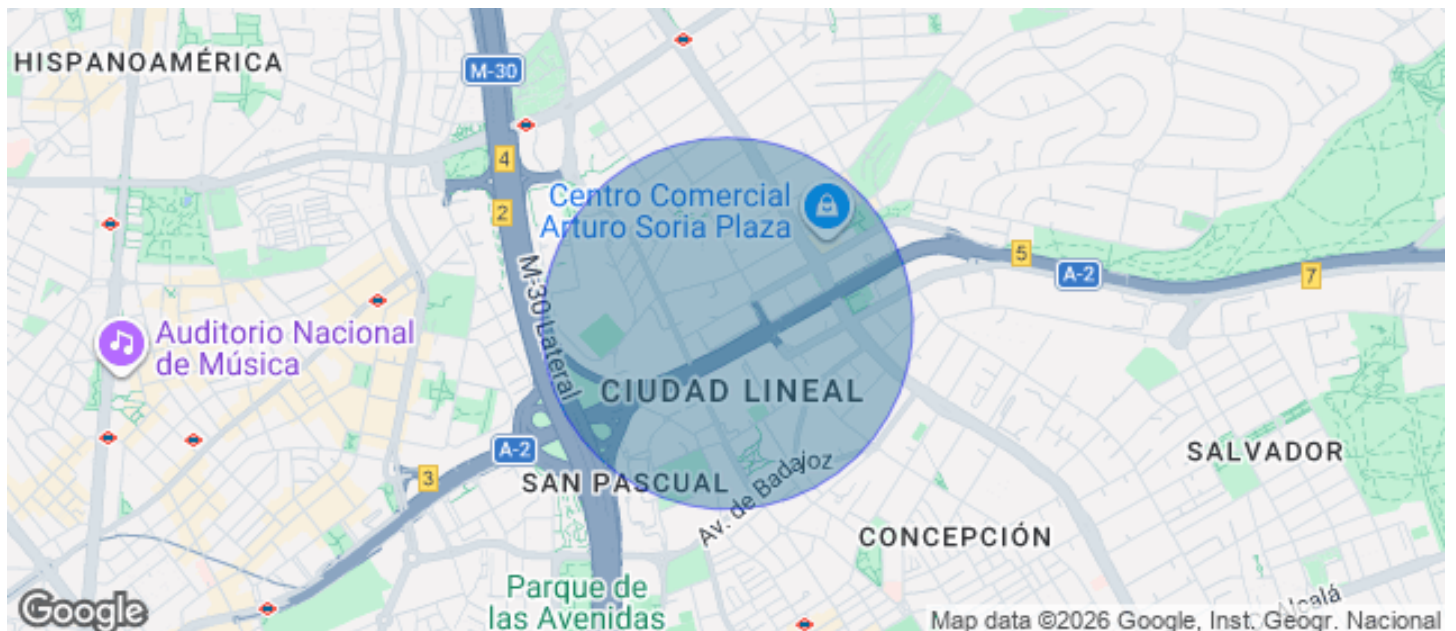 HISPANOAMÉRICA
M-30
4
2
Centro Comercial
Arturo Soria Plaza
5
A-2
7
M-30 Lateral
Auditorio Nacional
de Música
CIUDAD LINEAL
A-2
3
SAN PASCUAL
Av. de Badajoz
SALVADOR
CONCEPCIÓN
Parque de
las Avenidas
Alcalá
Google
Map data ©2026 Google, Inst. Geogr. Nacional